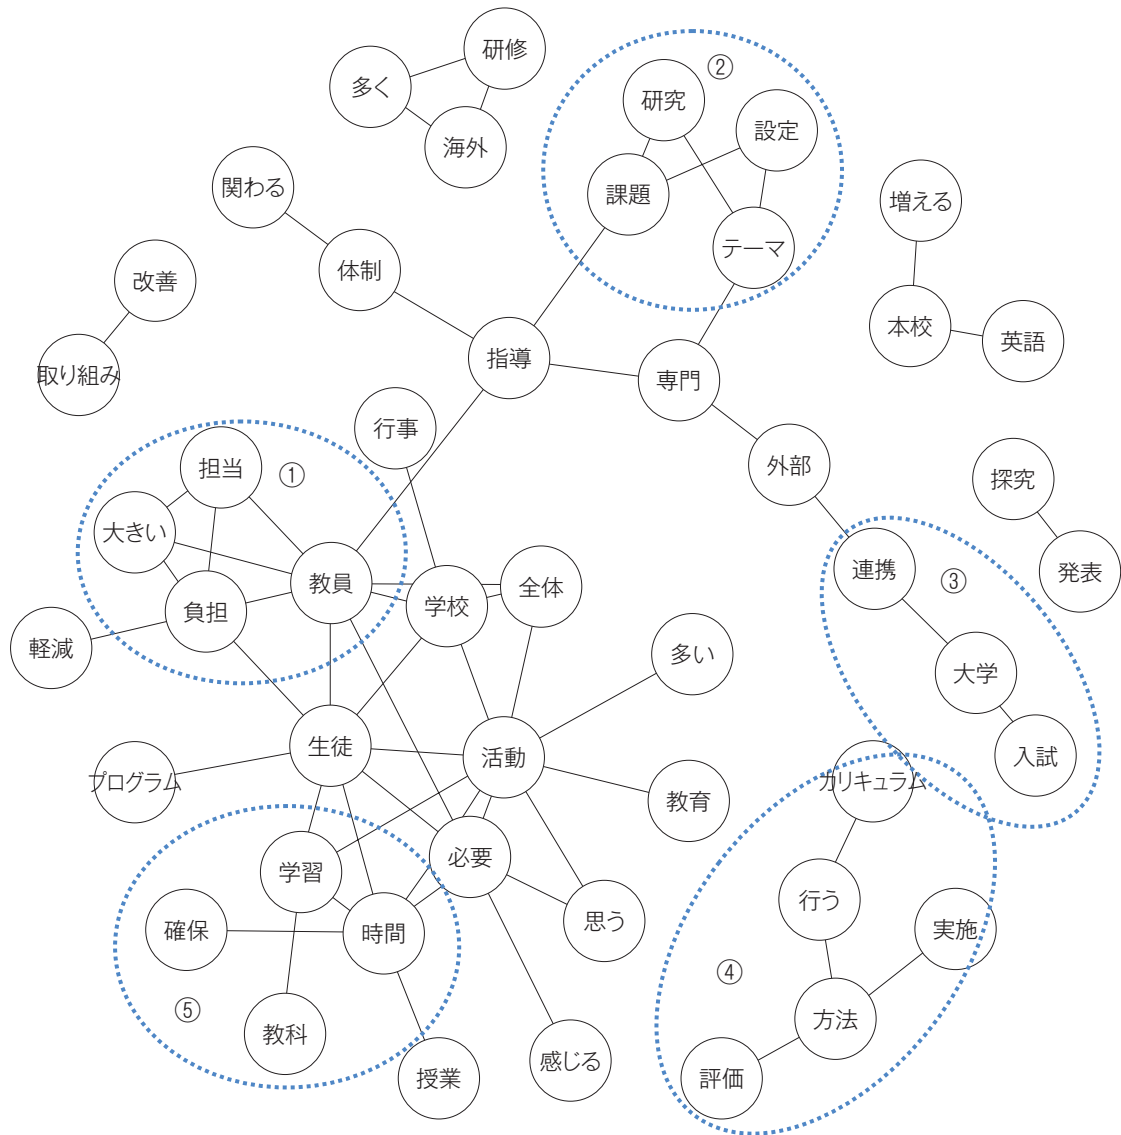 研修
多く
②
研究
設定
海外
関わる
課題
増える
テーマ
体制
改善
本校
英語
指導
取り組み
専門
行事
担当
①
外部
探究
大きい
連携
③
発表
教員
全体
学校
負担
軽減
多い
大学
生徒
活動
入試
プログラム
カリキュラム
教育
必要
学習
行う
思う
確保
時間
実施
④
⑤
方法
教科
感じる
授業
評価